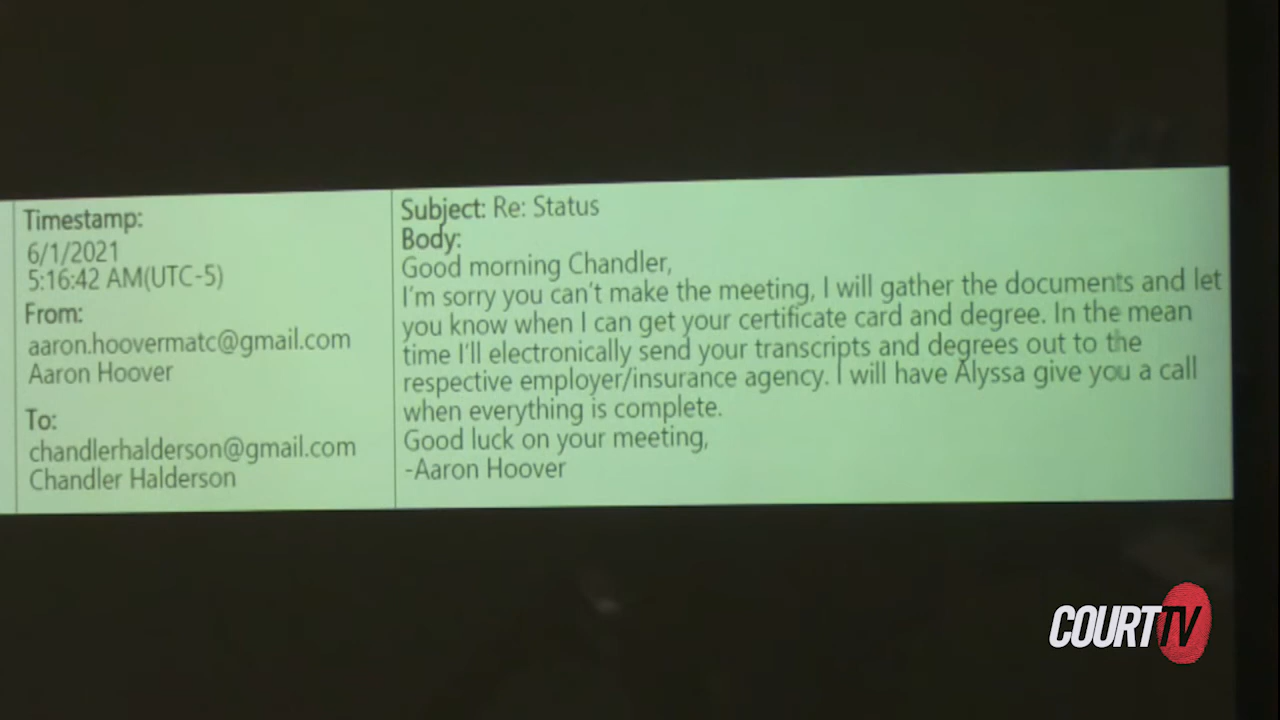 Timestamp:
6/1/2021
5:16:42 AM(UTC-5)
From:
aaron.hoovermatc@gmail.com
Aaron Hoover
To:
chandlerhalderson@gmail.com
Chandler Halderson
Subject: Re: Status
Body:
Good morning Chandler,
I'm sorry you can't make the meeting, I will gather the documents and let
you know when I can get your certificate card and degree. In the mean
time I'll electronically send your transcripts and degrees out to the
respective employer/insurance agency. I will have Alyssa give you a call
when everything is complete.
Good luck on your meeting,
-Aaron Hoover
COURT TV